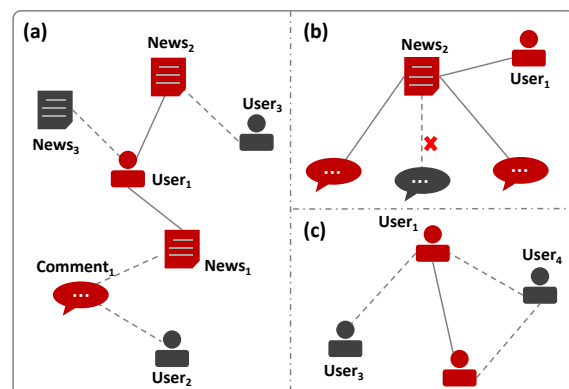 (a)
News₂
User₃
News₃
User₁
Comment₁
News₁
User₂
(b)
News₂
User₁
(c)
User₁
User₄
User₃